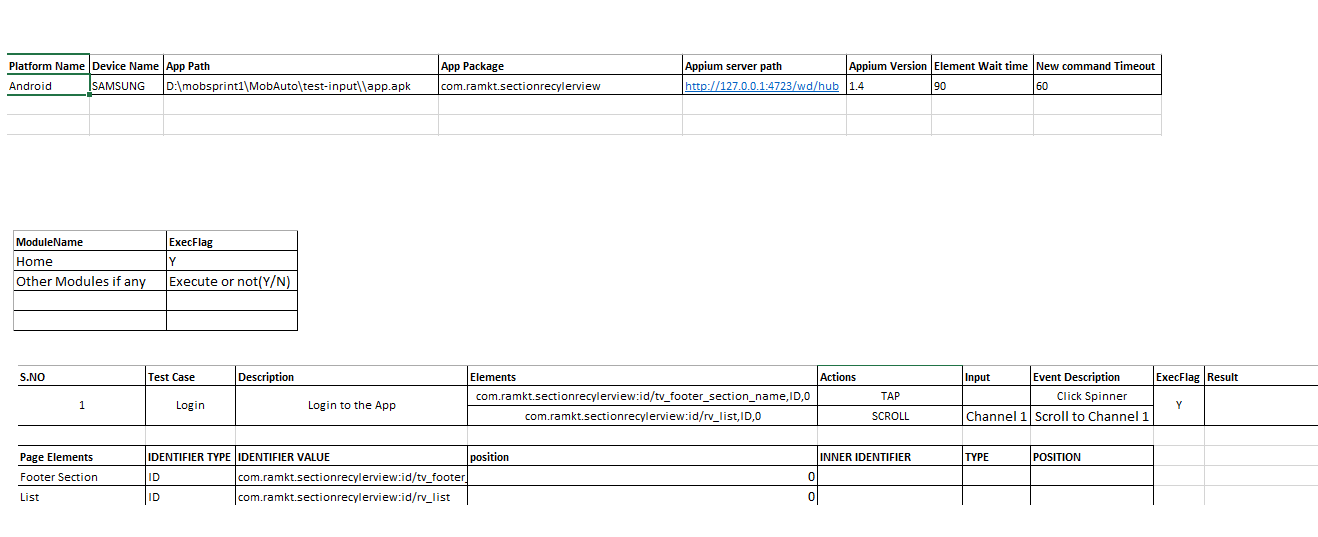 Platform Name Device Name App Path App Package Appium server path Appium Version Element Wait time New command Timeout
Android SAMSUNG D:\mobsprint1\MobAuto\test-input\\app.apk com.ramkt.sectionrecylerview http://127.0.0.1:4723/wd/hub 1.4 90 60
ModuleName ExecFlag
Home Y
Other Modules if any Execute or not(Y/N)
S.NO Test Case Description Elements Actions Input Event Description ExecFlag Result
com.ramkt.sectionrecylerview:id/tv_footer_section_name,ID,0 TAP Click Spinner
1 Login Login to the App Y
com.ramkt.sectionrecylerview:id/rv_list,ID,0 SCROLL Channel 1 Scroll to Channel 1
Page Elements IDENTIFIER TYPE IDENTIFIER VALUE position INNER IDENTIFIER TYPE POSITION
Footer Section ID com.ramkt.sectionrecylerview:id/tv_footer_ 0
List ID com.ramkt.sectionrecylerview:id/rv_list 0